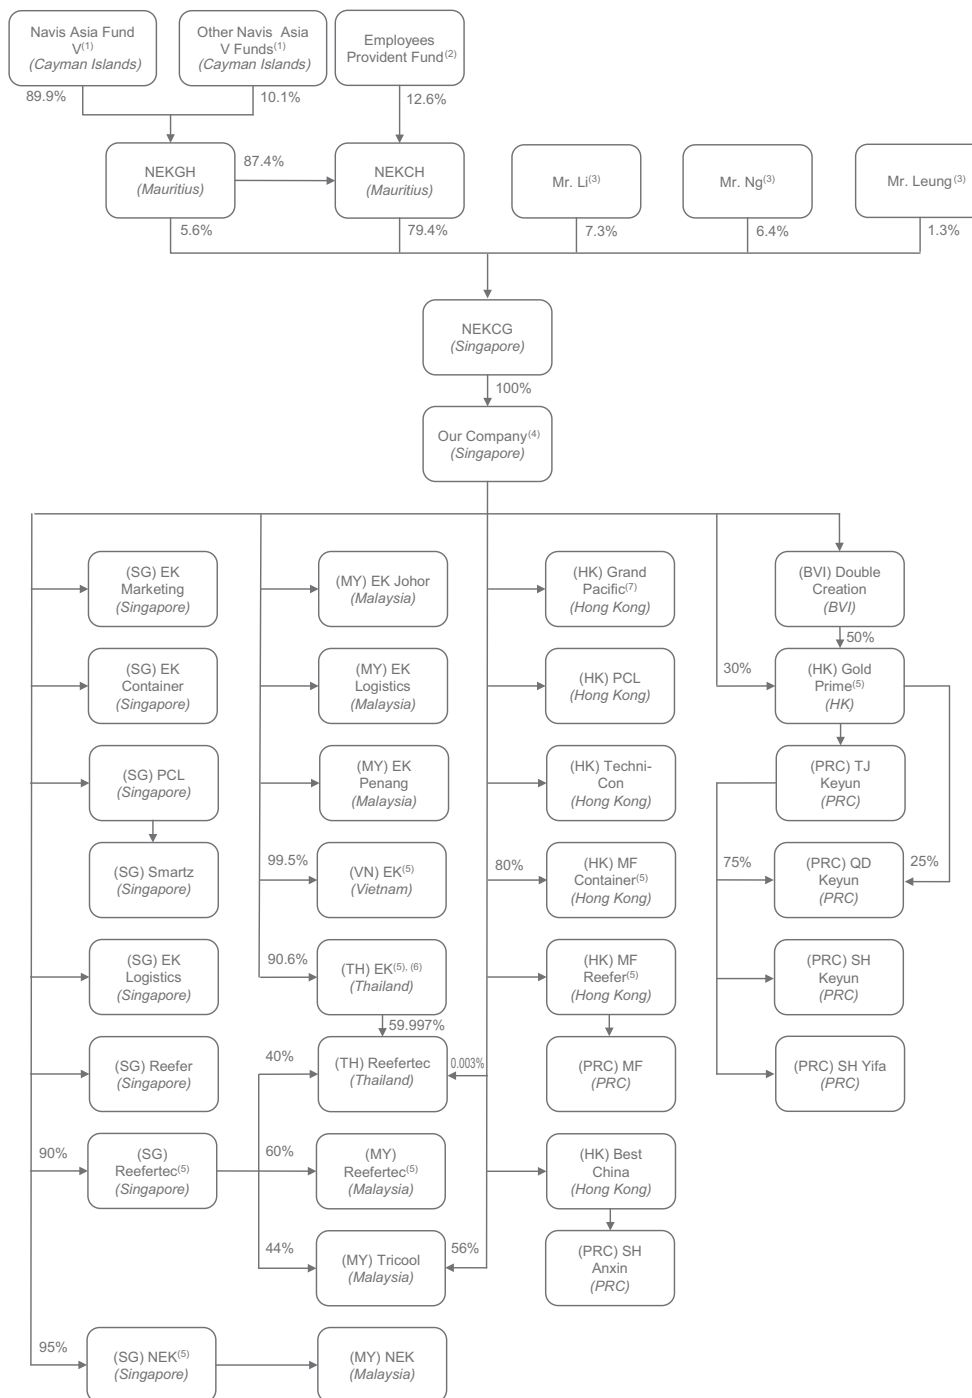 Navis Asia Fund
V(1)
(Cayman Islands)
Other Navis Asia
V Funds(1)
(Cayman Islands)
Employees
Provident Fund(2)
89.9%
10.1%
12.6%
NEKGH
(Mauritius)
87.4%
NEKCH
(Mauritius)
Mr. Li(3)
Mr. Ng(3)
Mr. Leung(3)
5.6%
79.4%
7.3%
6.4%
1.3%
NEKCG
(Singapore)
100%
Our Company(4)
(Singapore)
(SG) EK
Marketing
(Singapore)
(MY) EK Johor
(Malaysia)
(HK) Grand
Pacific(7)
(Hong Kong)
(BVI) Double
Creation
(BVI)
50%
(SG) EK
Container
(Singapore)
(MY) EK
Logistics
(Malaysia)
(HK) PCL
(Hong Kong)
30%
(HK) Gold
Prime(5)
(HK)
(SG) PCL
(Singapore)
(MY) EK
Penang
(Malaysia)
(HK) Techni-
Con
(Hong Kong)
(PRC) TJ
Keyun
(PRC)
(SG) Smartz
(Singapore)
99.5%
(VN) EK(5)
(Vietnam)
80%
(HK) MF
Container(5)
(Hong Kong)
75%
(PRC) QD
Keyun
(PRC)
25%
(SG) EK
Logistics
(Singapore)
90.6%
(TH) EK(5), (6)
(Thailand)
(HK) MF
Reefer(5)
(Hong Kong)
(PRC) SH
Keyun
(PRC)
59.997%
(SG) Reefer
(Singapore)
40%
(TH) Reefertec
(Thailand)
0.003%
(PRC) MF
(PRC)
(PRC) SH Yifa
(PRC)
90%
(SG)
Reefertec(5)
(Singapore)
60%
(MY)
Reefertec(5)
(Malaysia)
(HK) Best
China
(Hong Kong)
44%
(MY) Tricool
(Malaysia)
56%
(PRC) SH
Anxin
(PRC)
95%
(SG) NEK(5)
(Singapore)
(MY) NEK
(Malaysia)